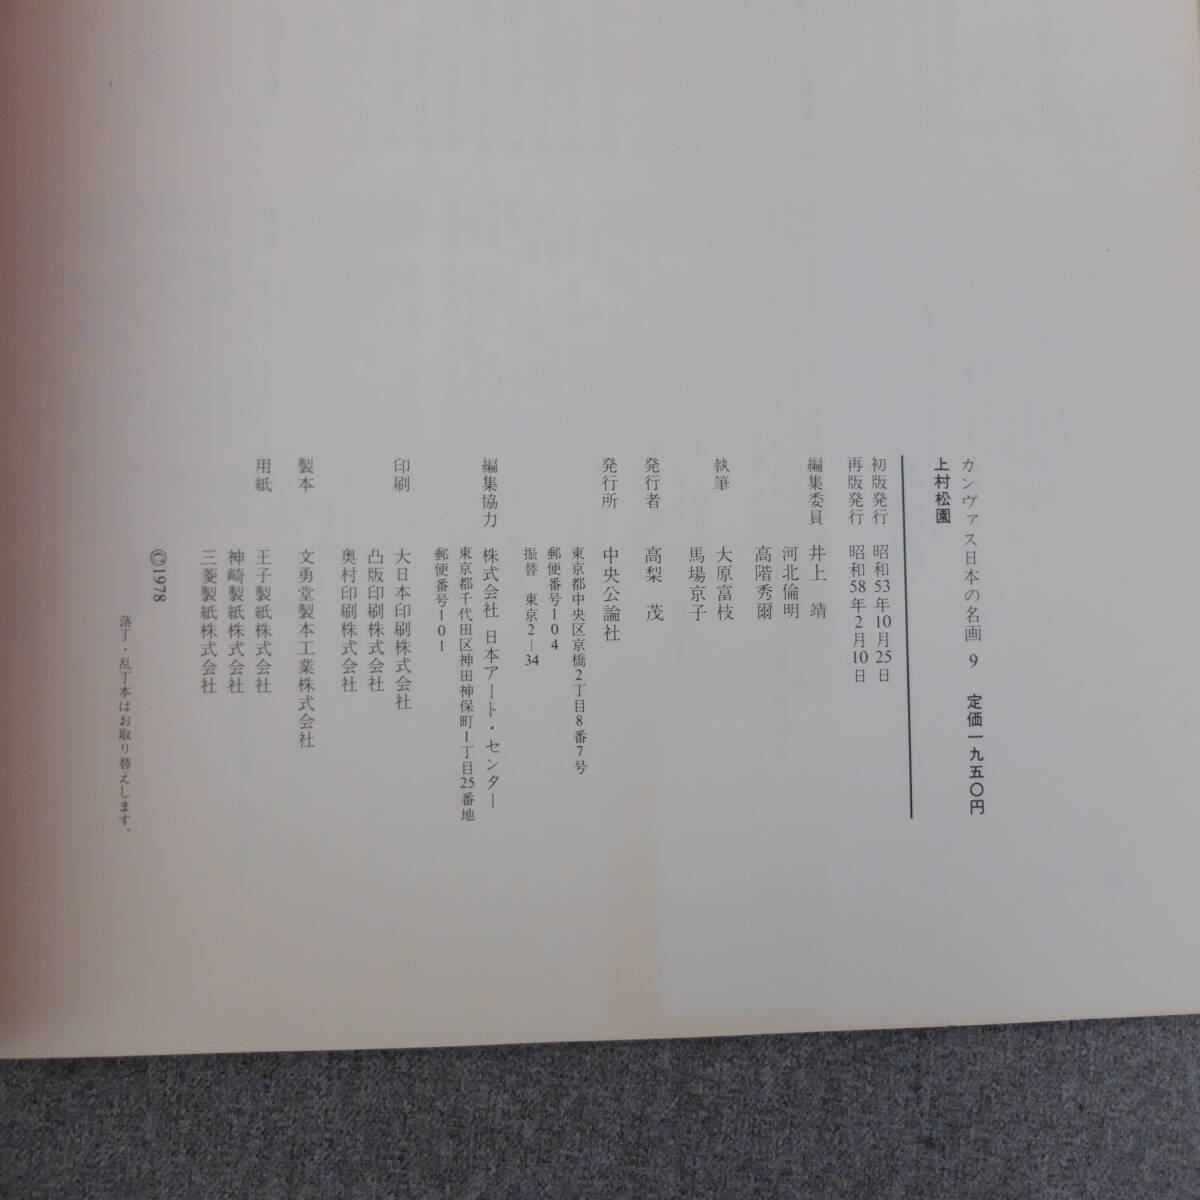 カンヴァス日本の名画 9 定価一九五〇円
上村松園
初版発行 昭和53年10月25日
再版発行 昭和58年2月10日
編集委員 井上 靖
河北倫明
高階秀爾
執筆 大原富枝
馬場京子
発行者 高梨 茂
発行所 中央公論社
東京都中央区京橋2丁目8番7号
郵便番号104
振替 東京2—34
編集協力 株式会社 日本アート・センター
東京都千代田区神田神保町1丁目25番地
郵便番号101
印刷 大日本印刷株式会社
凸版印刷株式会社
奥村印刷株式会社
製本 文勇堂製本工業株式会社
用紙 王子製紙株式会社
神崎製紙株式会社
三菱製紙株式会社
©1978
落丁・乱丁本はお取り替えします。